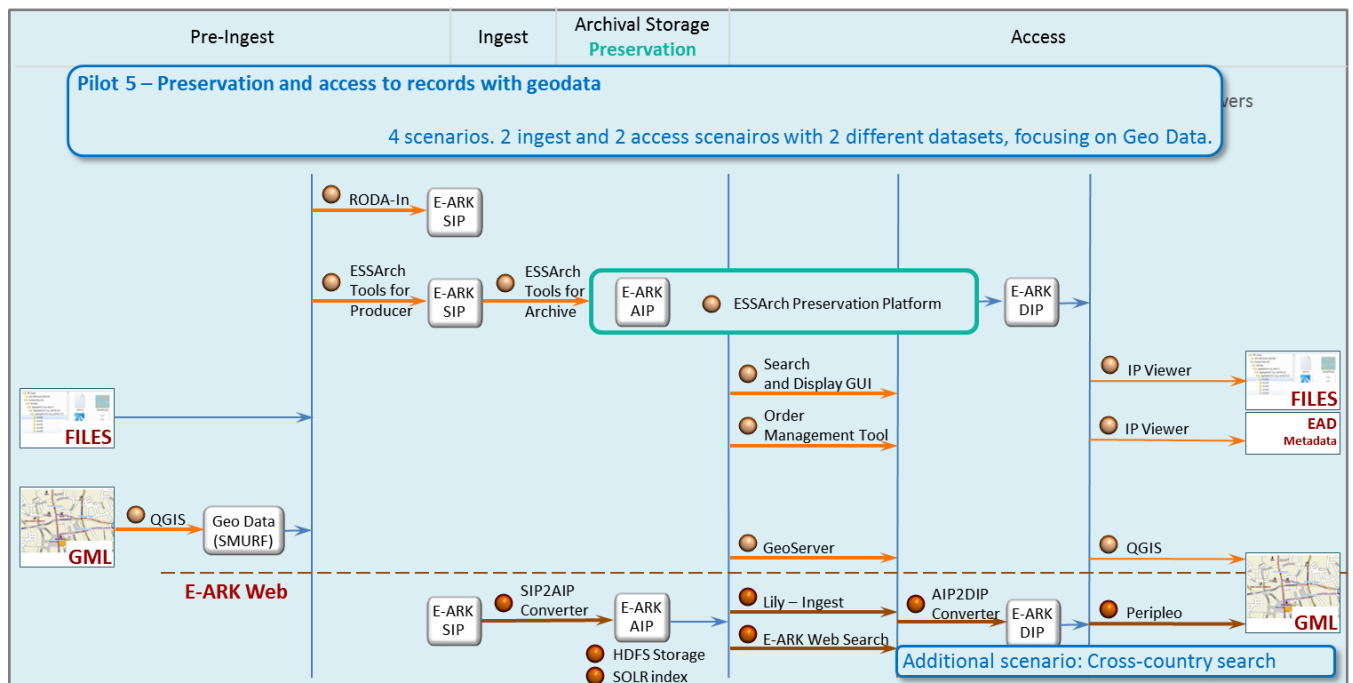 Pre-Ingest
Ingest
Archival Storage
Preservation
Access
Pilot 5 – Preservation and access to records with geodata
4 scenarios. 2 ingest and 2 access scenairos with 2 different datasets, focusing on Geo Data.
RODA-In
E-ARK
SIP
ESSArch
Tools for
Producer
E-ARK
SIP
ESSArch
Tools for
Archive
E-ARK
AIP
ESSArch Preservation Platform
E-ARK
DIP
Search
and Display GUI
IP Viewer
FILES
FILES
Order
Management Tool
IP Viewer
EAD
Metadata
QGIS
Geo Data
(SMURF)
GML
GeoServer
QGIS
E-ARK Web
E-ARK
SIP
SIP2AIP
Converter
E-ARK
AIP
HDFS Storage
SOLR index
Lily – Ingest
E-ARK Web Search
AIP2DIP
Converter
E-ARK
DIP
Peripleo
GML
Additional scenario: Cross-country search